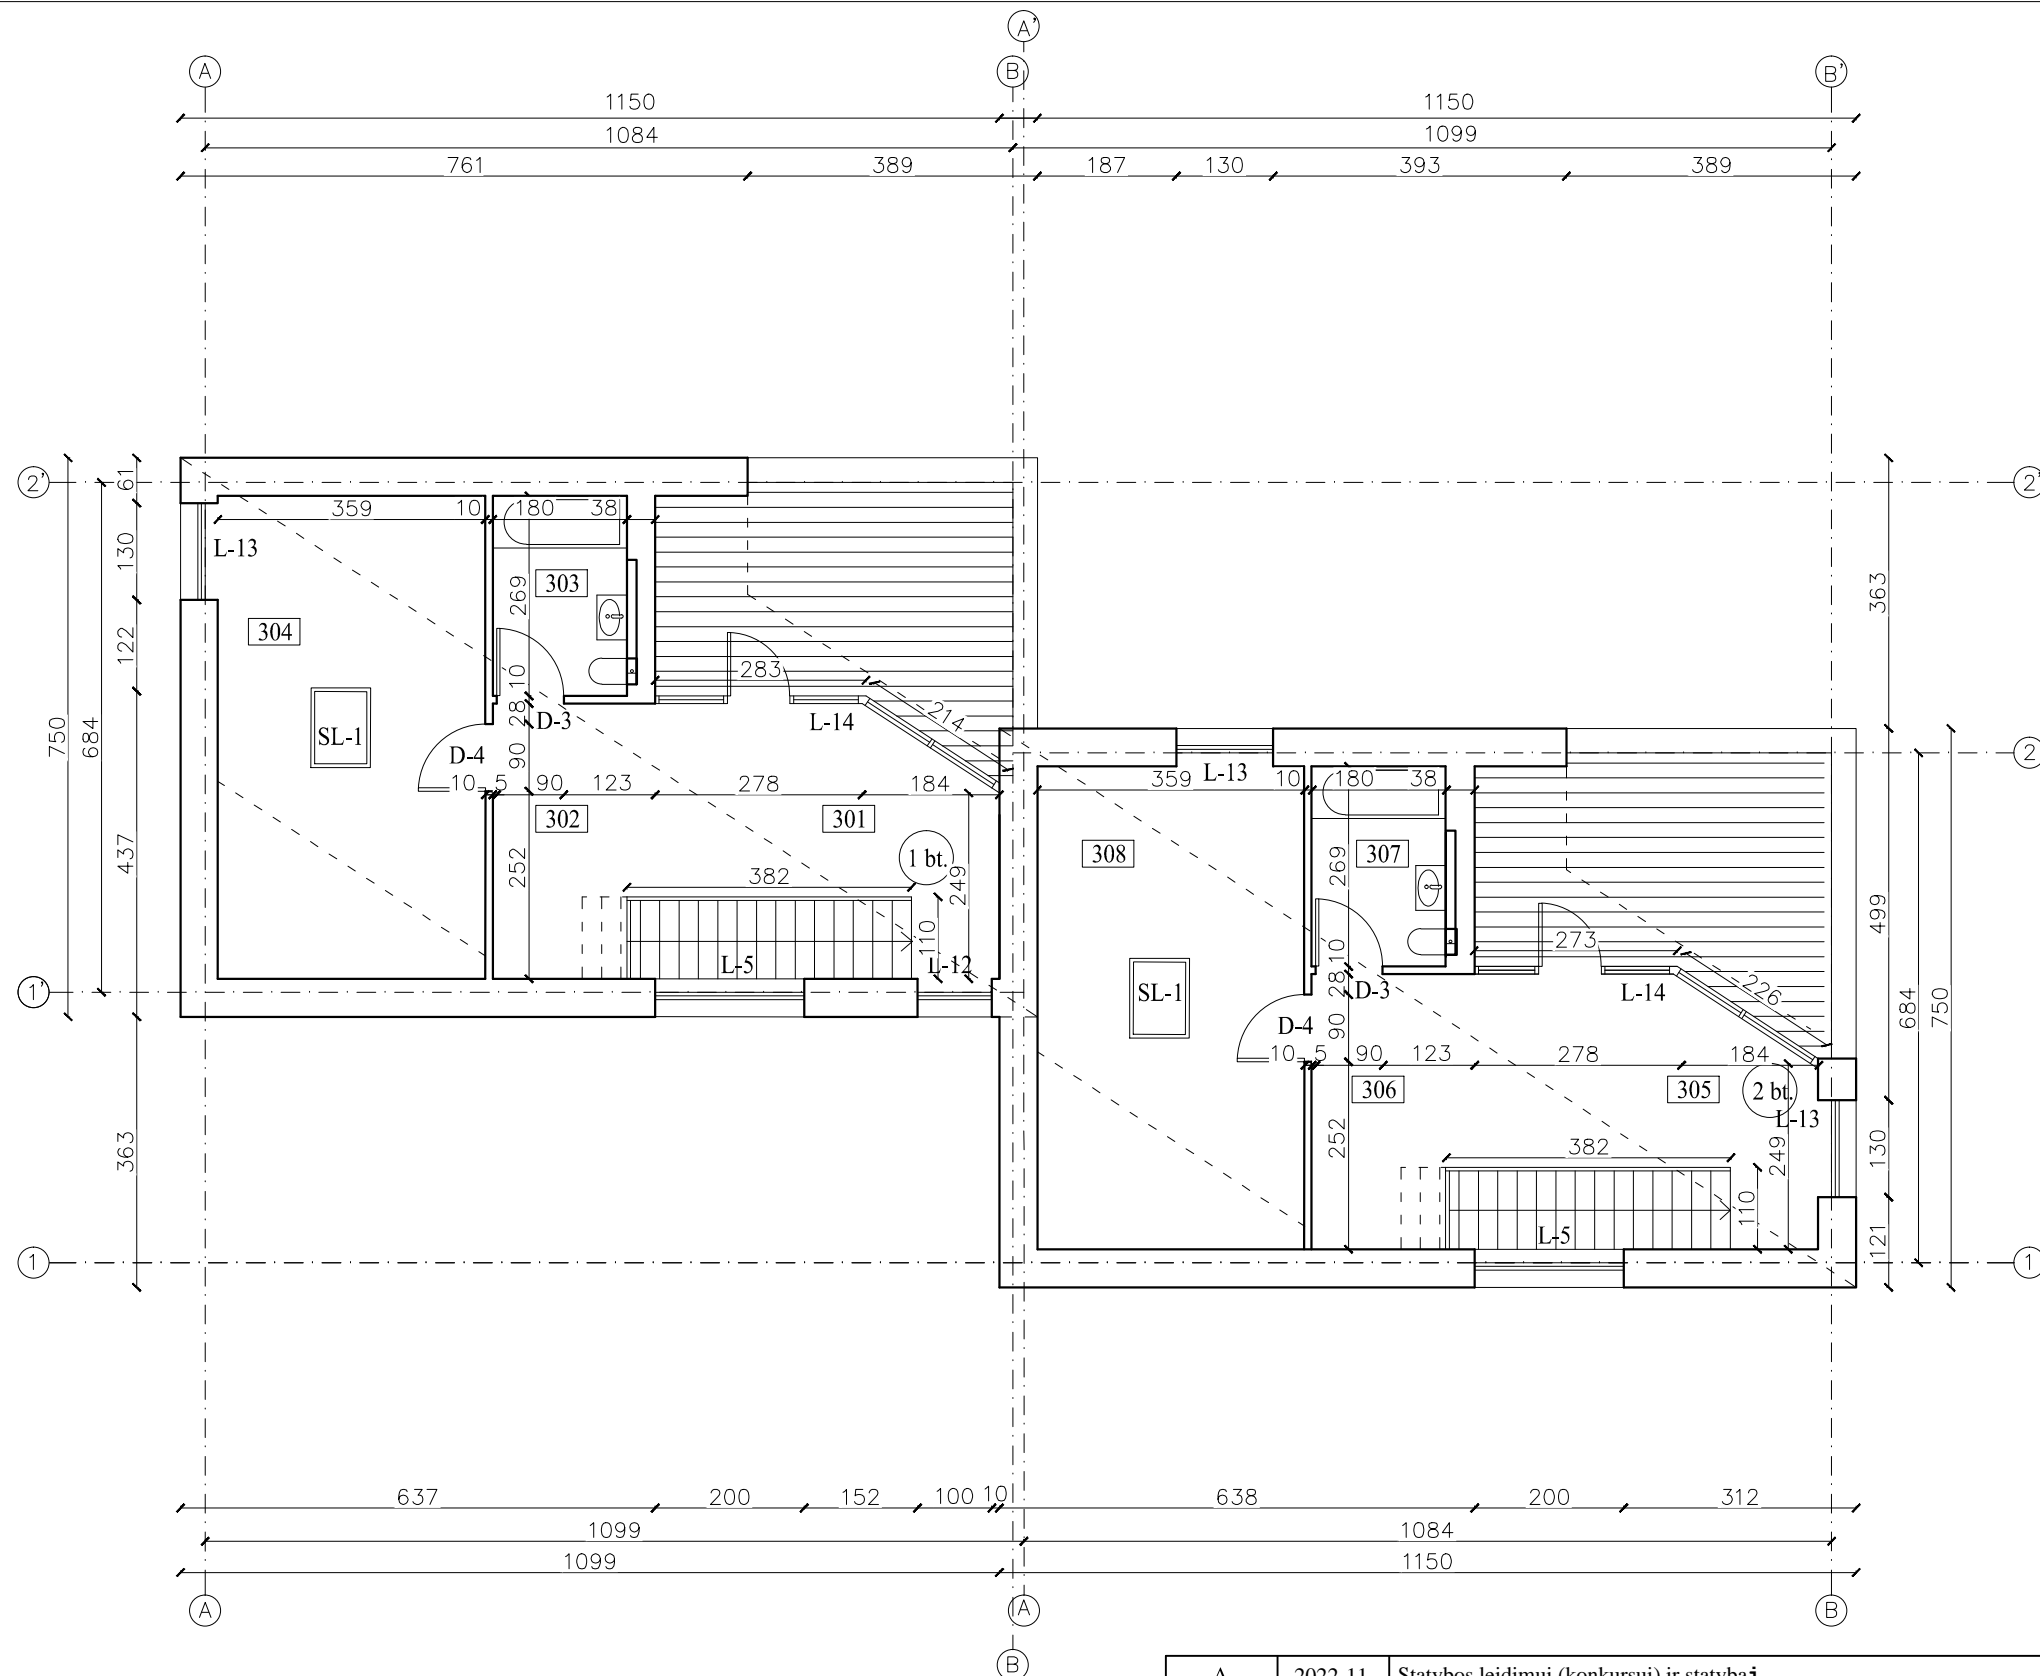 A'
A B B'
1150 1150
1084 1099
761 389 187 130 393 389
2' 2'
61
359 10 180 38
130 L-13
303
269
363
304
122
283
10
28 D-3 L-14 214
750 684 SL-1 D-4 90
2
359 L-13 10 180 38
10 5 90 123 278 184
302 301
437 252 1 bt. 249
308 307
269
382
110
499
L-5 L-12
273
1' 10
28 D-3 L-14 226
SL-1 D-4 90
684 750
10 5 90 123 278 184
306 305 2 bt.
L-13
363 252 249 130
382
110
L-5
121
1 1
637 200 152 100 10 638 200 312
1099 1084
1099 1150
A A B
B
A 2022-11 Statybos leidimui (konkursui) ir statybai